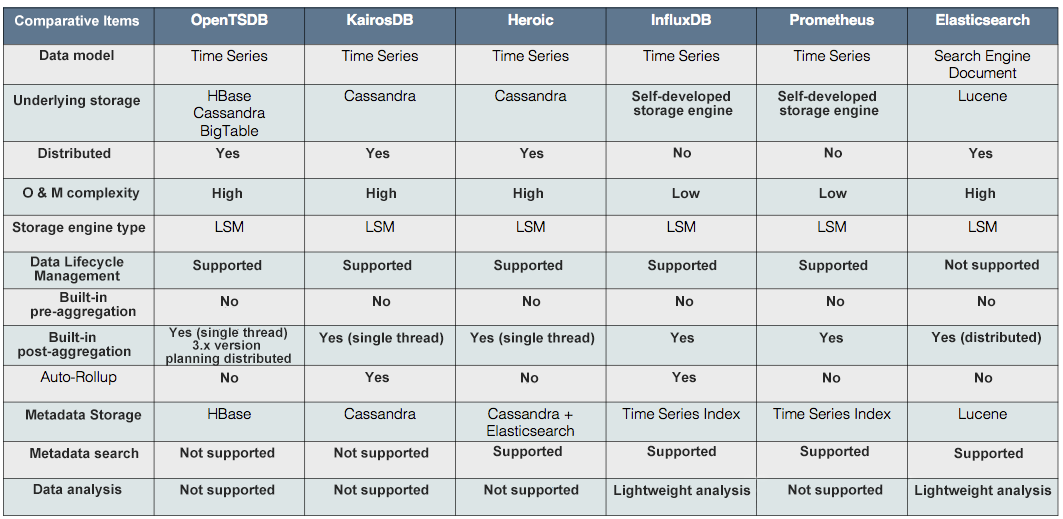 Comparative Items OpenTSDB KairosDB Heroic InfluxDB Prometheus Elasticsearch
Data model Time Series Time Series Time Series Time Series Time Series Search Engine
Document
Underlying storage HBase Cassandra Cassandra Self-developed Self-developed Lucene
Cassandra storage engine storage engine
BigTable
Distributed Yes Yes Yes No No Yes
O & M complexity High High High Low Low High
Storage engine type LSM LSM LSM LSM LSM LSM
Data Lifecycle
Management Supported Supported Supported Supported Supported Not supported
Built-in
pre-aggregation No No No No No No
Built-in Yes (single thread) Yes (single thread) Yes (single thread) Yes Yes Yes (distributed)
post-aggregation 3.x version
planning distributed
Auto-Rollup No Yes No Yes No No
Metadata Storage HBase Cassandra Cassandra + Time Series Index Time Series Index Lucene
Elasticsearch
Metadata search Not supported Not supported Supported Supported Supported Supported
Data analysis Not supported Not supported Not supported Lightweight analysis Not supported Lightweight analysis